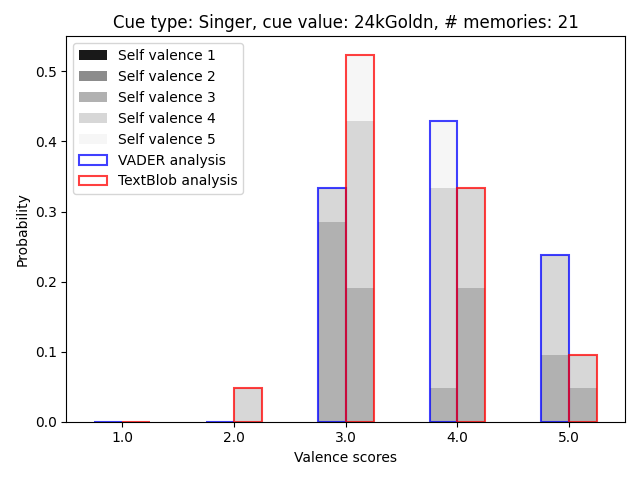 Cue type: Singer, cue value: 24kGoldn, # memories: 21
Self valence 1
Self valence 2
Self valence 3
Self valence 4
Self valence 5
VADER analysis
TextBlob analysis
Probability
0.5
0.4
0.3
0.2
0.1
0.0
1.0 2.0 3.0 4.0 5.0
Valence scores